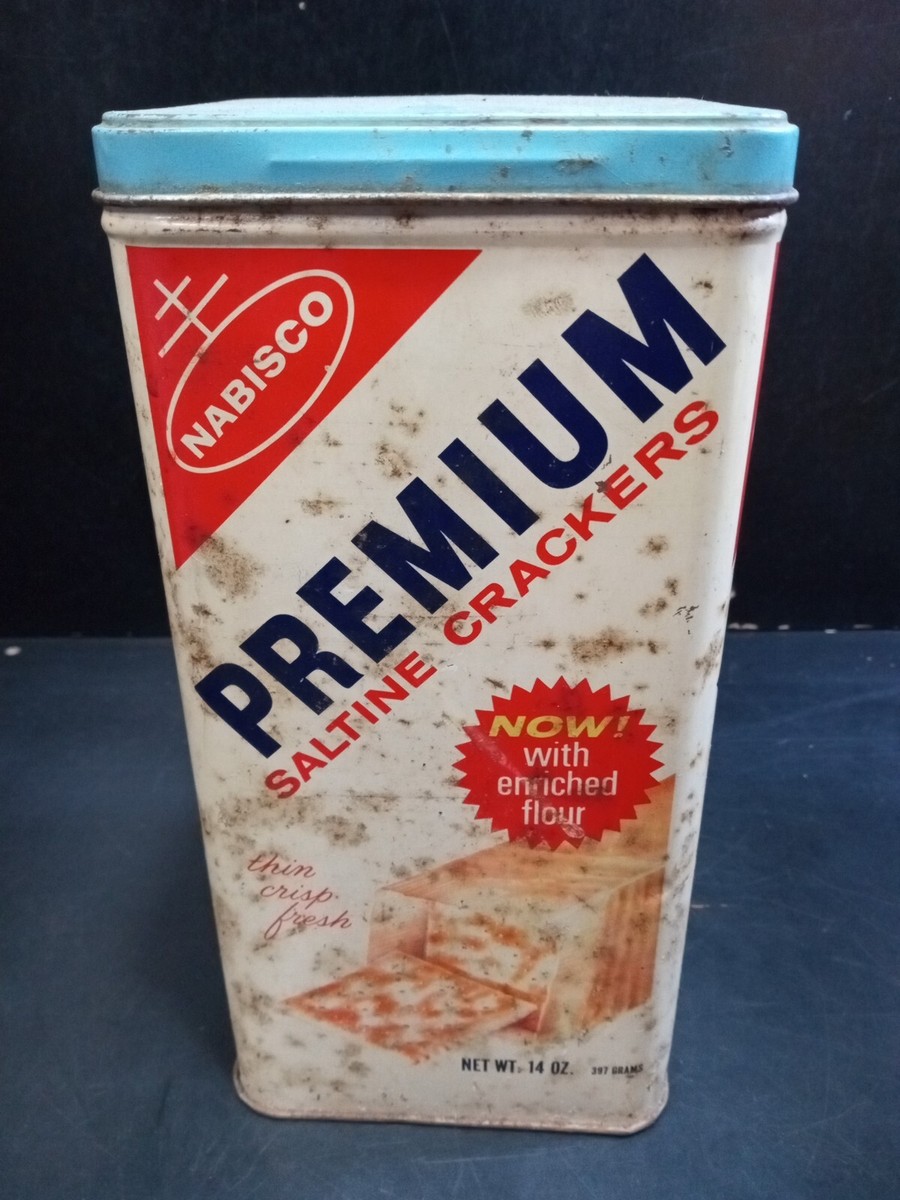 NABISCO
PREMIUM
SALTINE CRACKERS
NOW!
with
enriched
flour
thin
crisp
fresh
NET WT. 14 OZ. 397 GRAMS